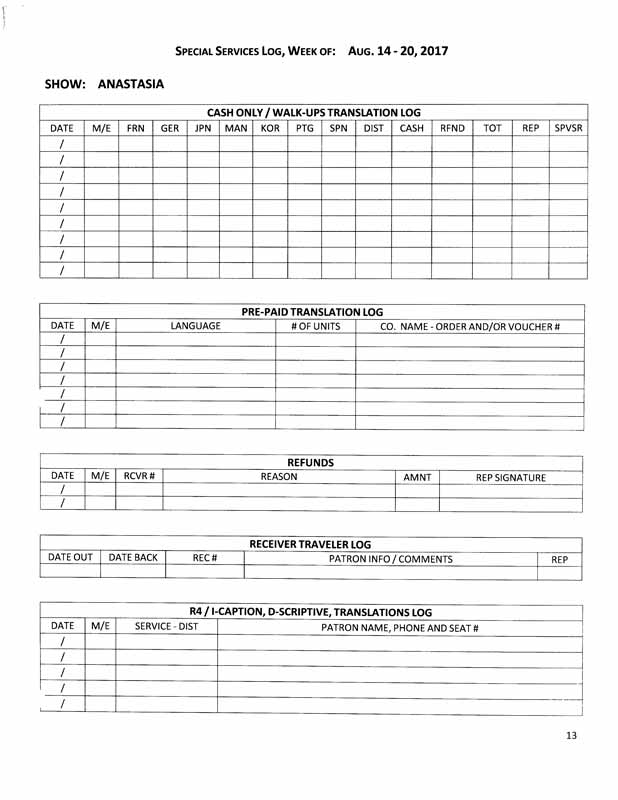 SPECIAL SERVICES LOG, WEEK OF: AUG. 14 - 20, 2017
SHOW: ANASTASIA
CASH ONLY / WALK-UPS TRANSLATION LOG
DATE M/E FRN GER JPN MAN KOR PTG SPN DIST CASH RFND TOT REP SPVSR
/
/
/
/
/
/
/
/
/
PRE-PAID TRANSLATION LOG
DATE M/E LANGUAGE # OF UNITS CO. NAME - ORDER AND/OR VOUCHER #
/
/
/
/
/
/
/
REFUNDS
DATE M/E RCVR # REASON AMNT REP SIGNATURE
/
/
RECEIVER TRAVELER LOG
DATE OUT DATE BACK REC # PATRON INFO / COMMENTS REP
R4 / I-CAPTION, D-SCRIPTIVE, TRANSLATIONS LOG
DATE M/E SERVICE - DIST PATRON NAME, PHONE AND SEAT #
/
/
/
/
/
13